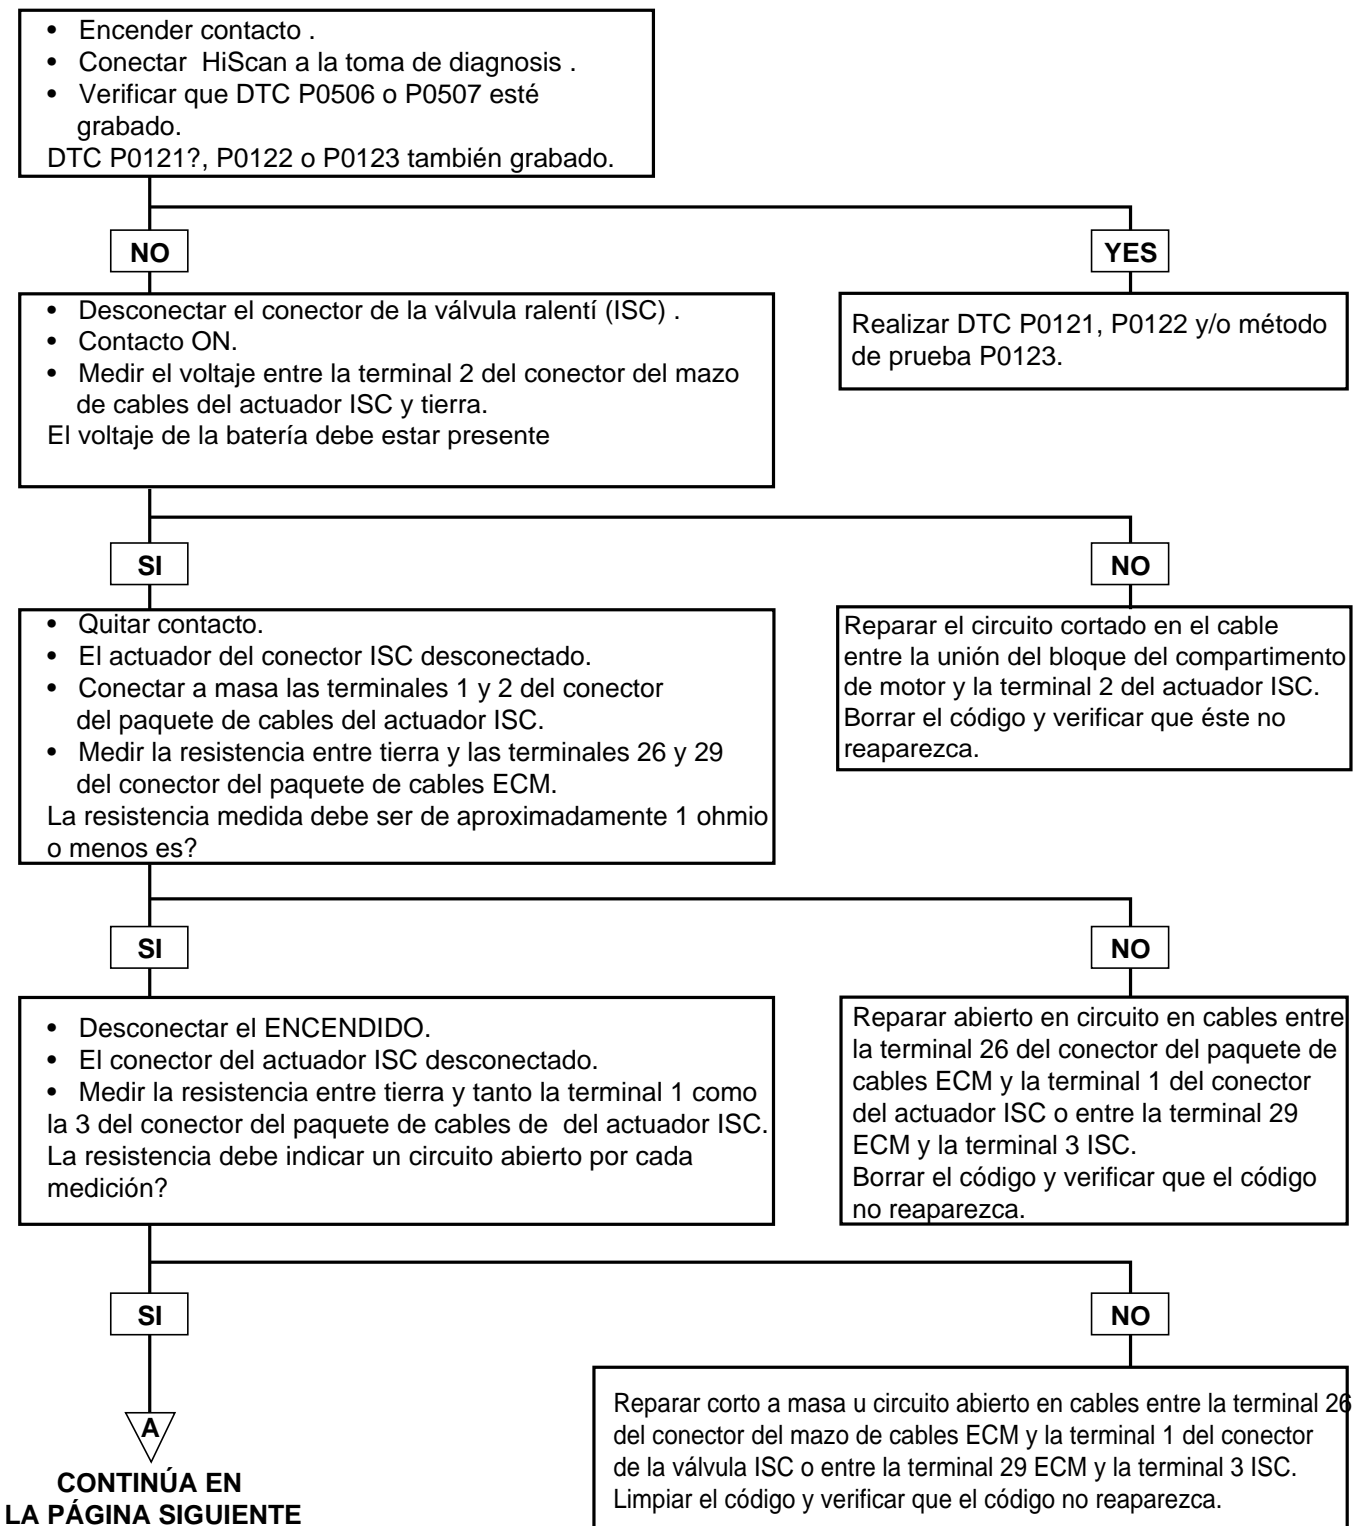 • Encender contacto .
• Conectar HiScan a la toma de diagnosis .
• Verificar que DTC P0506 o P0507 esté
grabado.
DTC P0121?, P0122 o P0123 también grabado.
NO
YES
• Desconectar el conector de la válvula ralentí (ISC) .
• Contacto ON.
• Medir el voltaje entre la terminal 2 del conector del mazo
de cables del actuador ISC y tierra.
El voltaje de la batería debe estar presente
Realizar DTC P0121, P0122 y/o método
de prueba P0123.
SI
NO
• Quitar contacto.
• El actuador del conector ISC desconectado.
• Conectar a masa las terminales 1 y 2 del conector
del paquete de cables del actuador ISC.
• Medir la resistencia entre tierra y las terminales 26 y 29
del conector del paquete de cables ECM.
La resistencia medida debe ser de aproximadamente 1 ohmio
o menos es?
Reparar el circuito cortado en el cable
entre la unión del bloque del compartimento
de motor y la terminal 2 del actuador ISC.
Borrar el código y verificar que éste no
reaparezca.
SI
NO
• Desconectar el ENCENDIDO.
• El conector del actuador ISC desconectado.
• Medir la resistencia entre tierra y tanto la terminal 1 como
la 3 del conector del paquete de cables de del actuador ISC.
La resistencia debe indicar un circuito abierto por cada
medición?
Reparar abierto en circuito en cables entre
la terminal 26 del conector del paquete de
cables ECM y la terminal 1 del conector
del actuador ISC o entre la terminal 29
ECM y la terminal 3 ISC.
Borrar el código y verificar que el código
no reaparezca.
SI
NO
A
CONTINÚA EN
LA PÁGINA SIGUIENTE
Reparar corto a masa u circuito abierto en cables entre la terminal 26
del conector del mazo de cables ECM y la terminal 1 del conector
de la válvula ISC o entre la terminal 29 ECM y la terminal 3 ISC.
Limpiar el código y verificar que el código no reaparezca.